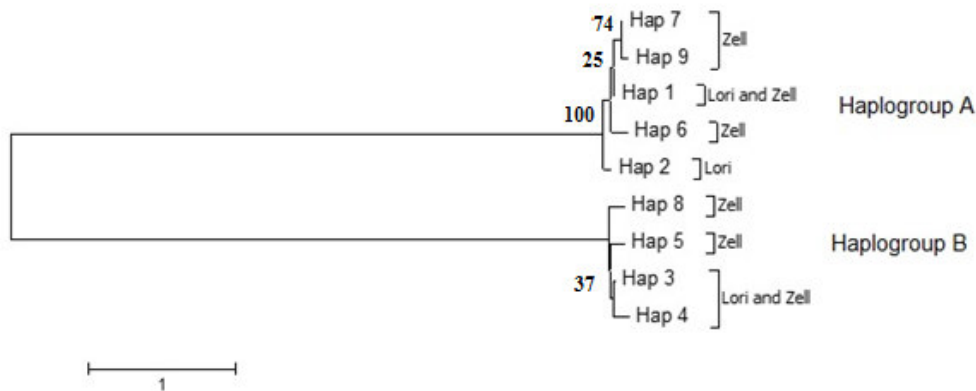 74
Hap 7
Zell
25
Hap 9
Hap 1
Lori and Zell
Haplogroup A
100
Hap 6
Zell
Hap 2
Lori
Hap 8
Zell
Hap 5
Zell
Haplogroup B
37
Hap 3
Lori and Zell
Hap 4
1